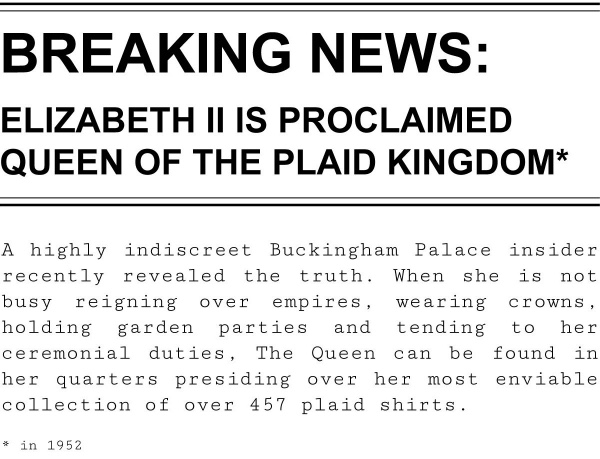 BREAKING NEWS:
ELIZABETH II IS PROCLAIMED
QUEEN OF THE PLAID KINGDOM*
A highly indiscreet Buckingham Palace insider
recently revealed the truth. When she is not
busy reigning over empires, wearing crowns,
holding garden parties and tending to her
ceremonial duties, The Queen can be found in
her quarters presiding over her most enviable
collection of over 457 plaid shirts.
* in 1952